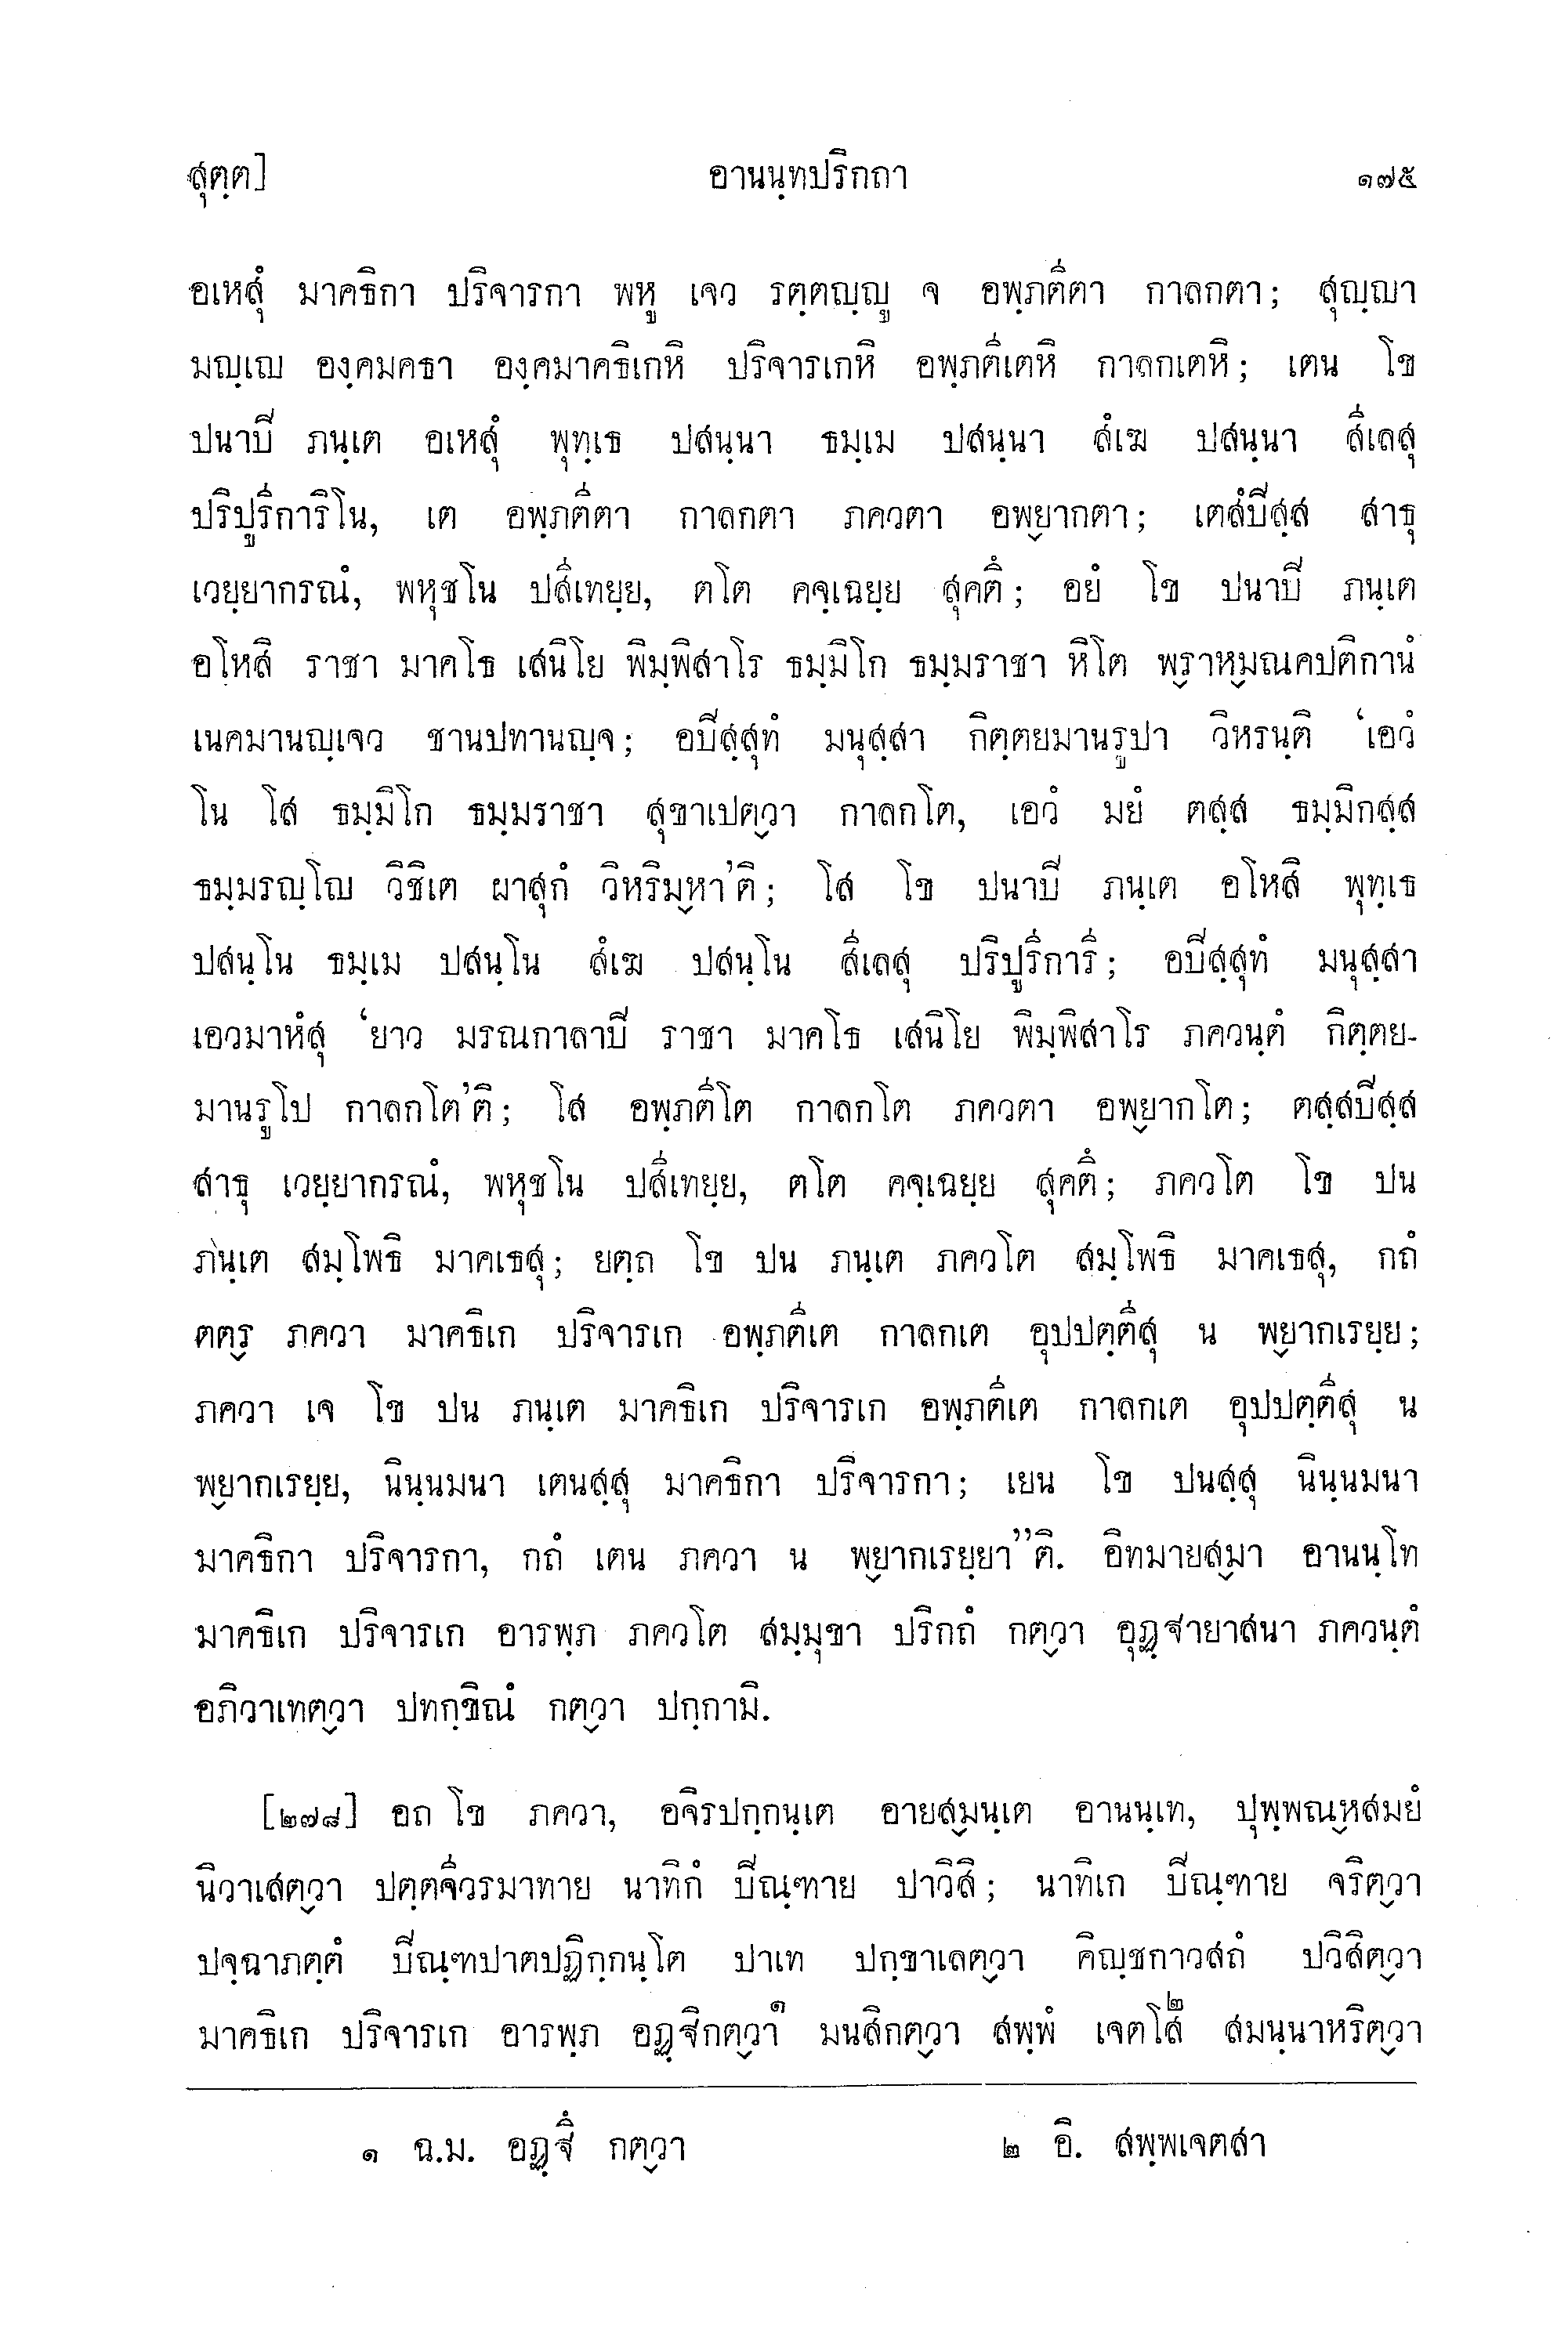 สุตฺต] อานนฺทปริกถา ๑๗๕
อเหสุํ มาคธิกา ปริจารกา พหู เจว รตฺตญฺญู จ อพฺภตีตา กาลกตา; สุญฺญา
มญฺเญ องฺคมคธา องฺคมาคธิเกหิ ปริจารเกหิ อพฺภตีเตหิ กาลกเตหิ; เตน โข
ปนาปิ ภนฺเต อเหสุํ พุทฺเธ ปสนฺนา ธมฺเม ปสนฺนา สํเฆ ปสนฺนา สีเลสุ
ปริปูรีการิโน, เต อพฺภตีตา กาลกตา ภควตา อพฺยากตา; เตสํปิสฺส สาธุ
เวยฺยากรณํ, พหุชโน ปสีเทยฺย, ตโต คจฺเฉยฺย สุคตึ; อยํ โข ปนาปิ ภนฺเต
อโหสิ ราชา มาคโธ เสนิโย พิมฺพิสาโร ธมฺมิโก ธมฺมราชา หิโต พฺราหฺมณคปติกานํ
เนคมานญฺเจว ชานปทานญฺจ; อปิสฺสุทํ มนุสฺสา กิตฺตยมานรูปา วิหรนฺติ ‘เอวํ
โน โส ธมฺมิโก ธมฺมราชา สุขาเปตฺวา กาลกโต, เอวํ มยํ ตสฺส ธมฺมิกสฺส
ธมฺมรญฺโญ วิชิเต ผาสุกํ วิหริมฺหา’ติ; โส โข ปนาปิ ภนฺเต อโหสิ พุทฺเธ
ปสนฺโน ธมฺเม ปสนฺโน สํเฆ ปสนฺโน สีเลสุ ปริปูรีการี; อปิสฺสุทํ มนุสฺสา
เอวมาหํสุ ‘ยาว มรณกาลาปิ ราชา มาคโธ เสนิโย พิมฺพิสาโร ภควนฺตํ กิตฺตย-
มานรูโป กาลกโต’ติ; โส อพฺภตีโต กาลกโต ภควตา อพฺยากโต; ตสฺสปิสฺส
สาธุ เวยฺยากรณํ, พหุชโน ปสีเทยฺย, ตโต คจฺเฉยฺย สุคตึ; ภควโต โข ปน
ภนฺเต สมฺโพธิ มาคเธสุ; ยตฺถ โข ปน ภนฺเต ภควโต สมฺโพธิ มาคเธสุ, กถํ
ตตฺร ภควา มาคธิเก ปริจารเก อพฺภตีเต กาลกเต อุปปตฺตีสุ น พฺยากเรยฺย;
ภควา เจ โข ปน ภนฺเต มาคธิเก ปริจารเก อพฺภตีเต กาลกเต อุปปตฺตีสุ น
พฺยากเรยฺย, นินฺนมนา เตนสฺสุ มาคธิกา ปริจารกา; เยน โข ปนสฺสุ นินฺนมนา
มาคธิกา ปริจารกา, กถํ เตน ภควา น พฺยากเรยฺยา”ติ. อิทมายสฺมา อานนฺโท
มาคธิเก ปริจารเก อารพฺภ ภควโต สมฺมุขา ปริกถํ กตฺวา อุฏฺฐายาสนา ภควนฺตํ
อภิวาเทตฺวา ปทกฺขิณํ กตฺวา ปกฺกามิ.
[๒๗๘] อถ โข ภควา, อจิรปกฺกนฺเต อายสฺมนฺเต อานนฺเท, ปุพฺพณฺหสมยํ
นิวาเสตฺวา ปตฺตจีวรมาทาย นาทิกํ ปิณฺฑาย ปาวิสิ; นาทิเก ปิณฺฑาย จริตฺวา
ปจฺฉาภตฺตํ ปิณฺฑปาตปฏิกฺกนฺโต ปาเท ปกฺขาเลตฺวา คิญฺชกาวสถํ ปวิสิตฺวา
มาคธิเก ปริจารเก อารพฺภ อฏฺฐิกตฺวา๑ มนสิกตฺวา สพฺพํ เจตโส๒ สมนฺนาหริตฺวา
๑ ฉ.ม. อฏฺฐึ กตฺวา ๒ อิ. สพฺพเจตสา